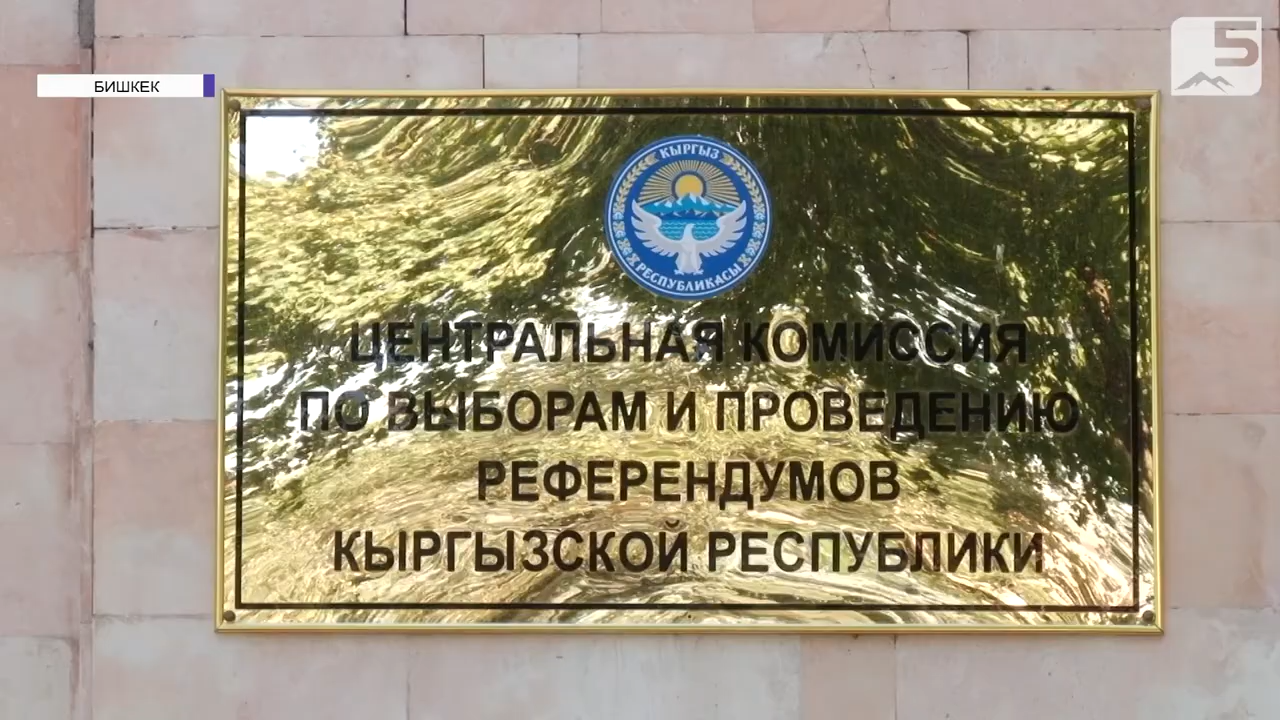 БИШКЕК
5
КЫРГЫЗ
РЕСПУБЛИКАСЫ
ЦЕНТРАЛЬНАЯ КОМИССИЯ
ПО ВЫБОРАМ И ПРОВЕДЕНИЮ
РЕФЕРЕНДУМОВ
КЫРГЫЗСКОЙ РЕСПУБЛИКИ